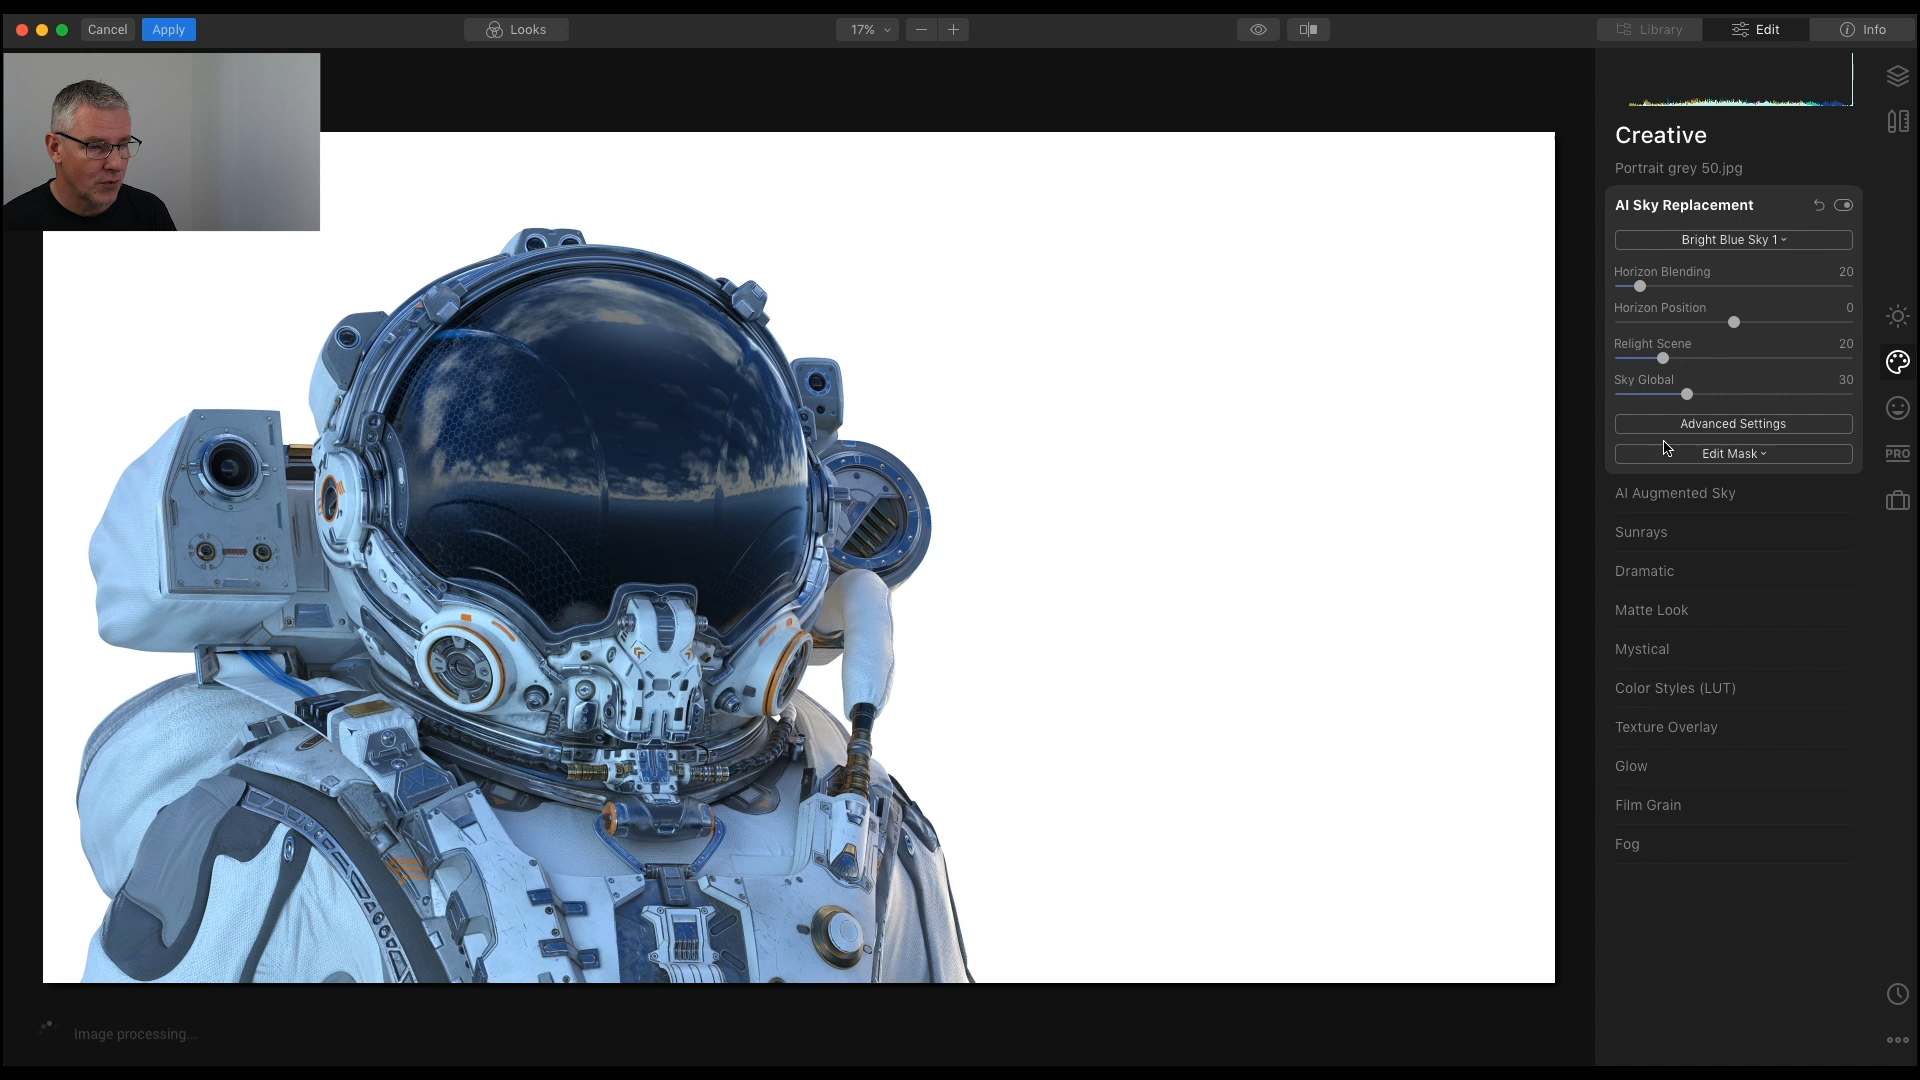 Cancel
Apply
Looks
17%
Library
Edit
Info
Creative
Portrait grey 50.jpg
AI Sky Replacement
Bright Blue Sky 1
Horizon Blending 20
Horizon Position 0
Relight Scene 20
Sky Global 30
Advanced Settings
Edit Mask
PRO
AI Augmented Sky
Sunrays
Dramatic
Matte Look
Mystical
Color Styles (LUT)
Texture Overlay
Glow
Film Grain
Fog
Image processing...